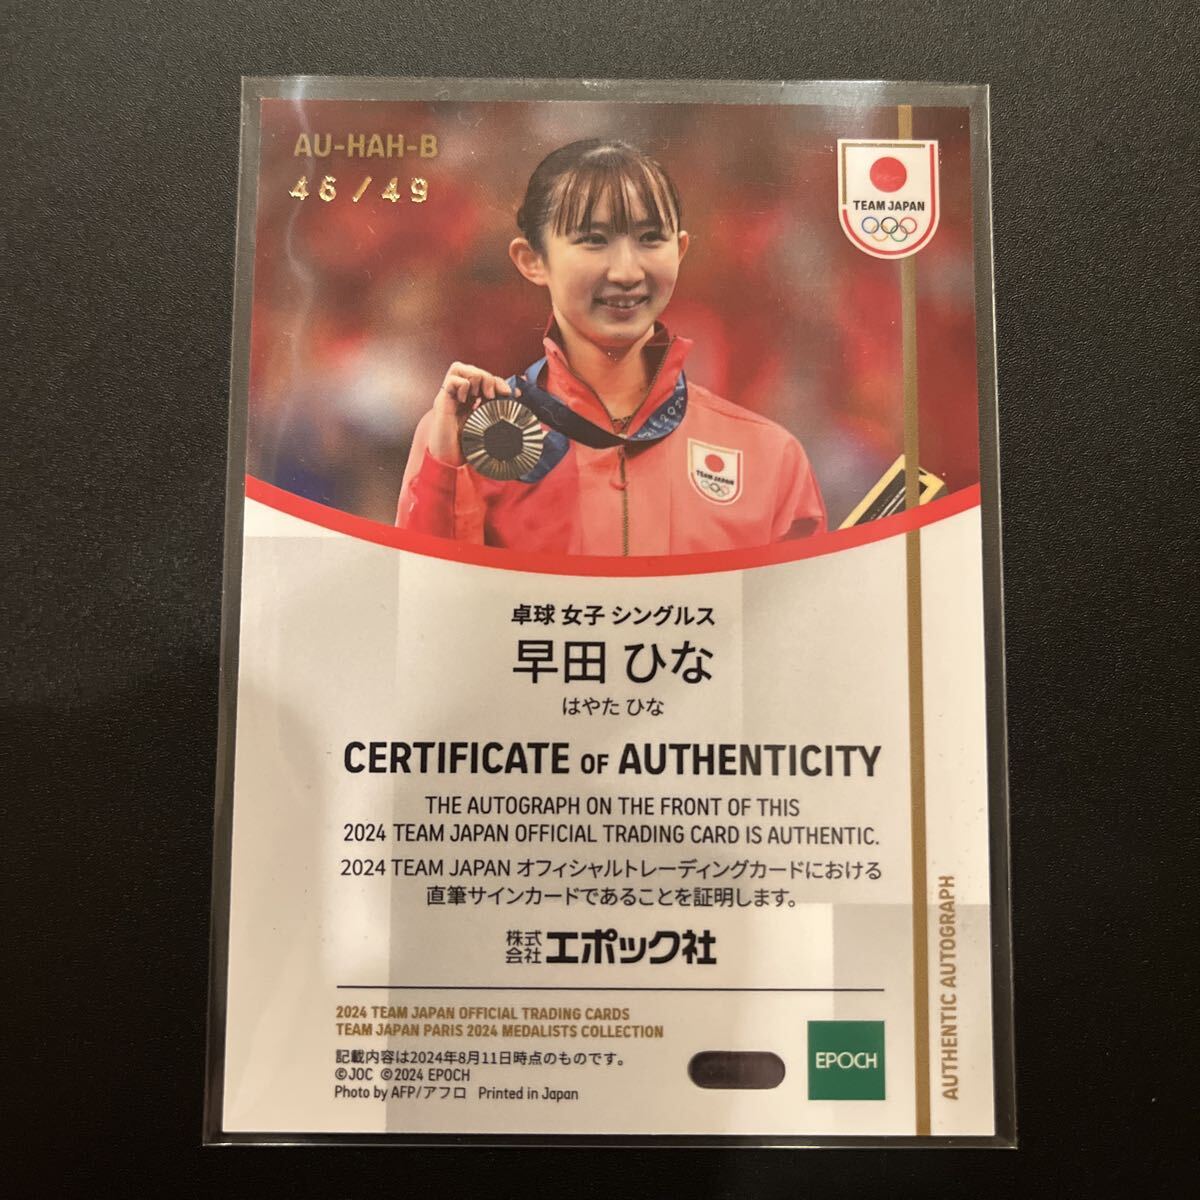 AU-HAH-B
46/49
TEAM JAPAN
TEAM JAPAN
卓球 女子 シングルス
早田 ひな
はやた ひな
CERTIFICATE OF AUTHENTICITY
THE AUTOGRAPH ON THE FRONT OF THIS
2024 TEAM JAPAN OFFICIAL TRADING CARD IS AUTHENTIC.
2024 TEAM JAPAN オフィシャルトレーディングカードにおける
直筆サインカードであることを証明します。
株式会社 エポック社
2024 TEAM JAPAN OFFICIAL TRADING CARDS
TEAM JAPAN PARIS 2024 MEDALISTS COLLECTION
記載内容は2024年8月11日時点のものです。
©JOC ©2024 EPOCH
Photo by AFP/アフロ Printed in Japan
EPOCH
AUTHENTIC AUTOGRAPH